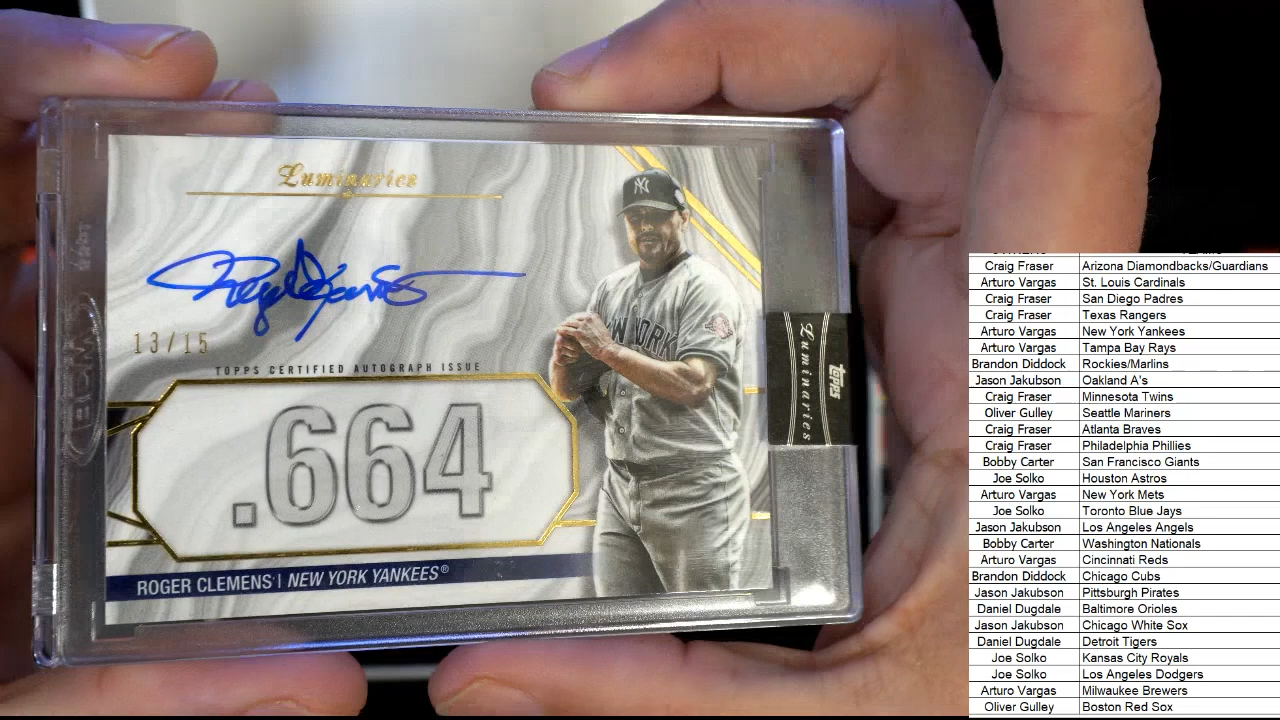 Luminaries
Roger Clemens
13/15
TOPPS CERTIFIED AUTOGRAPH ISSUE
.664
ROGER CLEMENS | NEW YORK YANKEES®
NY
NEW YORK
topps
Luminaries
Craig Fraser Arizona Diamondbacks/Guardians
Arturo Vargas St. Louis Cardinals
Craig Fraser San Diego Padres
Craig Fraser Texas Rangers
Arturo Vargas New York Yankees
Arturo Vargas Tampa Bay Rays
Brandon Diddock Rockies/Marlins
Jason Jakubson Oakland A's
Craig Fraser Minnesota Twins
Oliver Gulley Seattle Mariners
Craig Fraser Atlanta Braves
Craig Fraser Philadelphia Phillies
Bobby Carter San Francisco Giants
Joe Solko Houston Astros
Arturo Vargas New York Mets
Joe Solko Toronto Blue Jays
Jason Jakubson Los Angeles Angels
Bobby Carter Washington Nationals
Arturo Vargas Cincinnati Reds
Brandon Diddock Chicago Cubs
Jason Jakubson Pittsburgh Pirates
Daniel Dugdale Baltimore Orioles
Jason Jakubson Chicago White Sox
Daniel Dugdale Detroit Tigers
Joe Solko Kansas City Royals
Joe Solko Los Angeles Dodgers
Arturo Vargas Milwaukee Brewers
Oliver Gulley Boston Red Sox